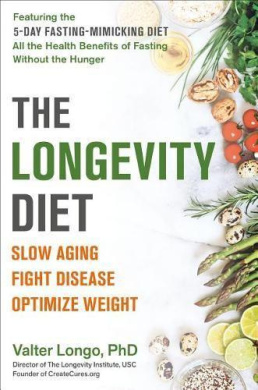 Featuring the
5-DAY FASTING-MIMICKING DIET
All the Health Benefits of Fasting
Without the Hunger
THE
LONGEVITY
DIET
SLOW AGING
FIGHT DISEASE
OPTIMIZE WEIGHT
Valter Longo, PhD
Director of The Longevity Institute, USC
Founder of CreateCures.org